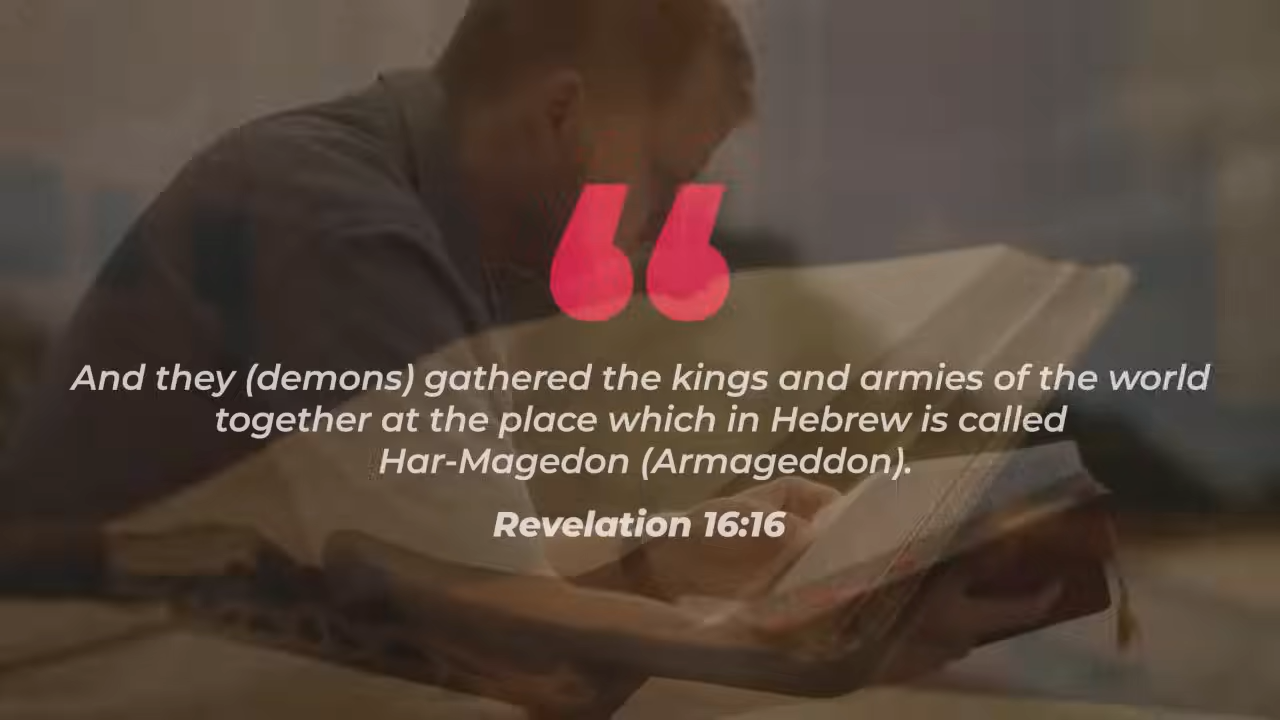 And they (demons) gathered the kings and armies of the world
together at the place which in Hebrew is called
Har-Magedon (Armageddon).
Revelation 16:16